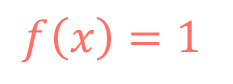 f(x) = 1